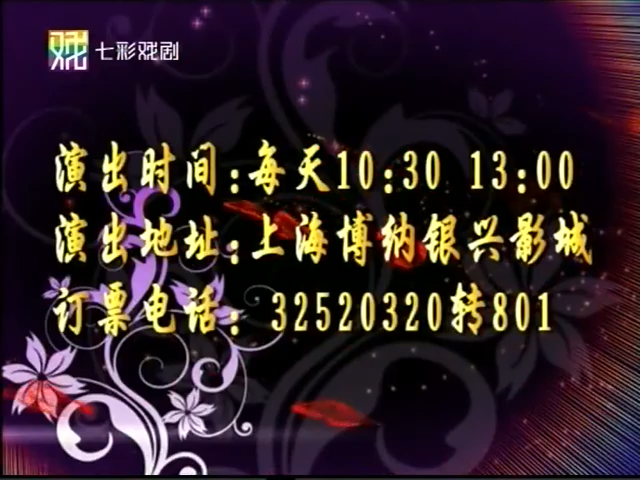 戏 七彩戏剧
演出时间:每天10:30 13:00
演出地址:上海博纳银兴影城
订票电话: 32520320转801